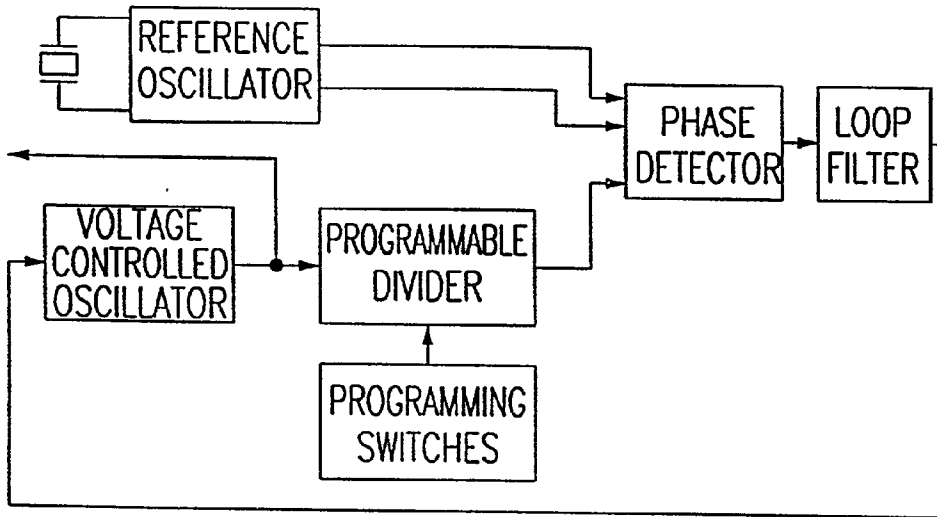 REFERENCE
OSCILLATOR
PHASE
DETECTOR
LOOP
FILTER
VOLTAGE
CONTROLLED
OSCILLATOR
PROGRAMMABLE
DIVIDER
PROGRAMMING
SWITCHES